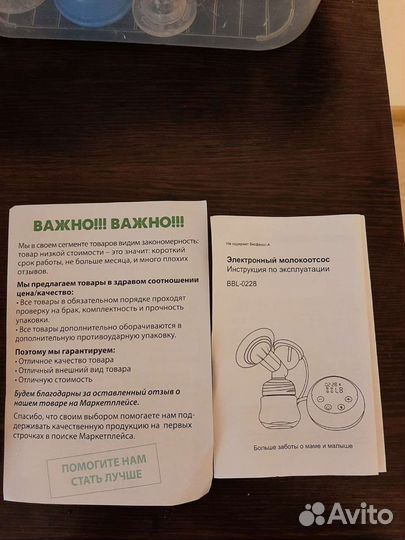 ВАЖНО!!! ВАЖНО!!!
Мы в своем сегменте товаров видим закономерность:
товар низкой стоимости – это значит: короткий
срок работы, не больше месяца, и много плохих
отзывов.
Мы предлагаем товары в здравом соотношении
цена/качество:
• Все товары в обязательном порядке проходят
проверку на брак, комплектность и прочность
упаковки.
• Все товары дополнительно оборачиваются в
дополнительную противоударную упаковку.
Поэтому мы гарантируем:
• Отличное качество товара
• Отличный внешний вид товара
• Отличную стоимость
Будем благодарны за оставленный отзыв о
нашем товаре на Маркетплейсе.
Спасибо, что своим выбором помогаете нам под-
держивать качественную продукцию на первых
строчках в поиске Маркетплейса.
ПОМОГИТЕ НАМ
СТАТЬ ЛУЧШЕ
Не содержит Бисфенол А
Электронный молокоотсос
Инструкция по эксплуатации
BBL-0228
Больше заботы о маме и малыше
Avito